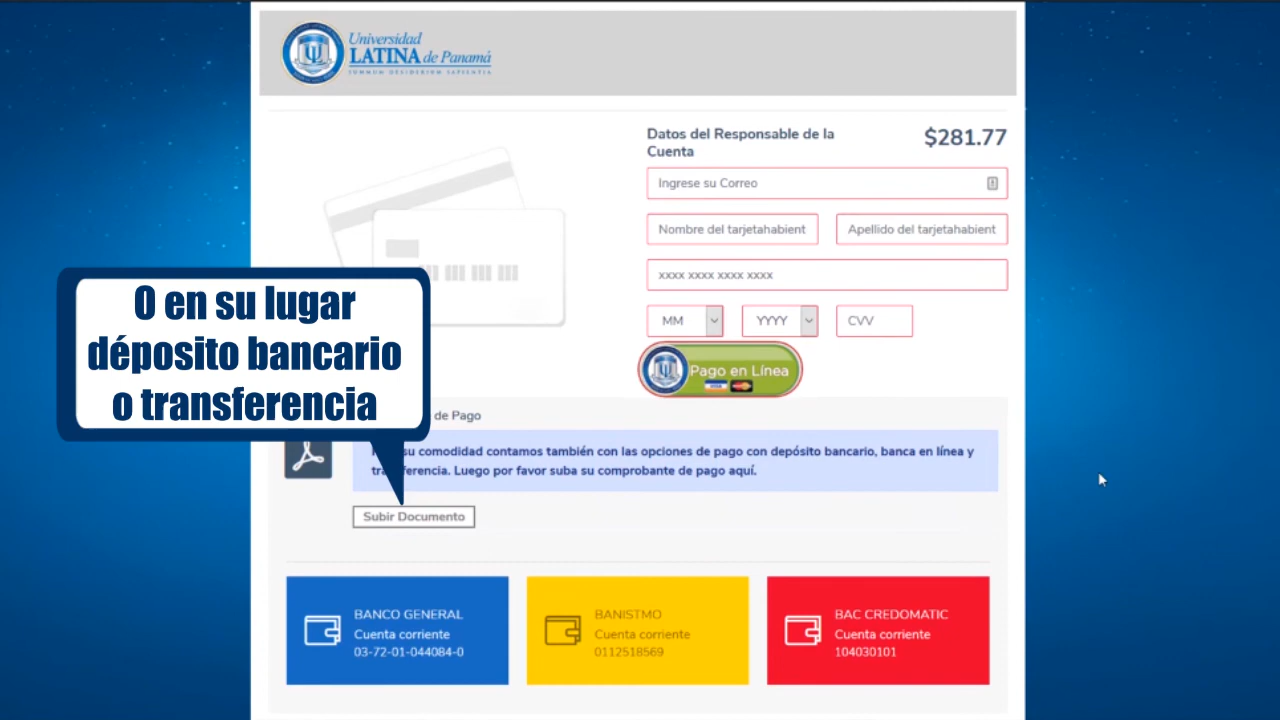 Universidad
LATINA de Panamá
SUMMUM DESIDERIUM SAPIENTIA
Datos del Responsable de la
Cuenta
$281.77
Ingrese su Correo
Nombre del tarjetahabient
Apellido del tarjetahabient
xxxx xxxx xxxx xxxx
MM
YYYY
CVV
Pago en Línea
VISA
O en su lugar
déposito bancario
o transferencia
de Pago
su comodidad contamos también con las opciones de pago con depósito bancario, banca en línea y
ferencia. Luego por favor suba su comprobante de pago aquí.
Subir Documento
BANCO GENERAL
Cuenta corriente
03-72-01-044084-0
BANISTMO
Cuenta corriente
0112518569
BAC CREDOMATIC
Cuenta corriente
104030101